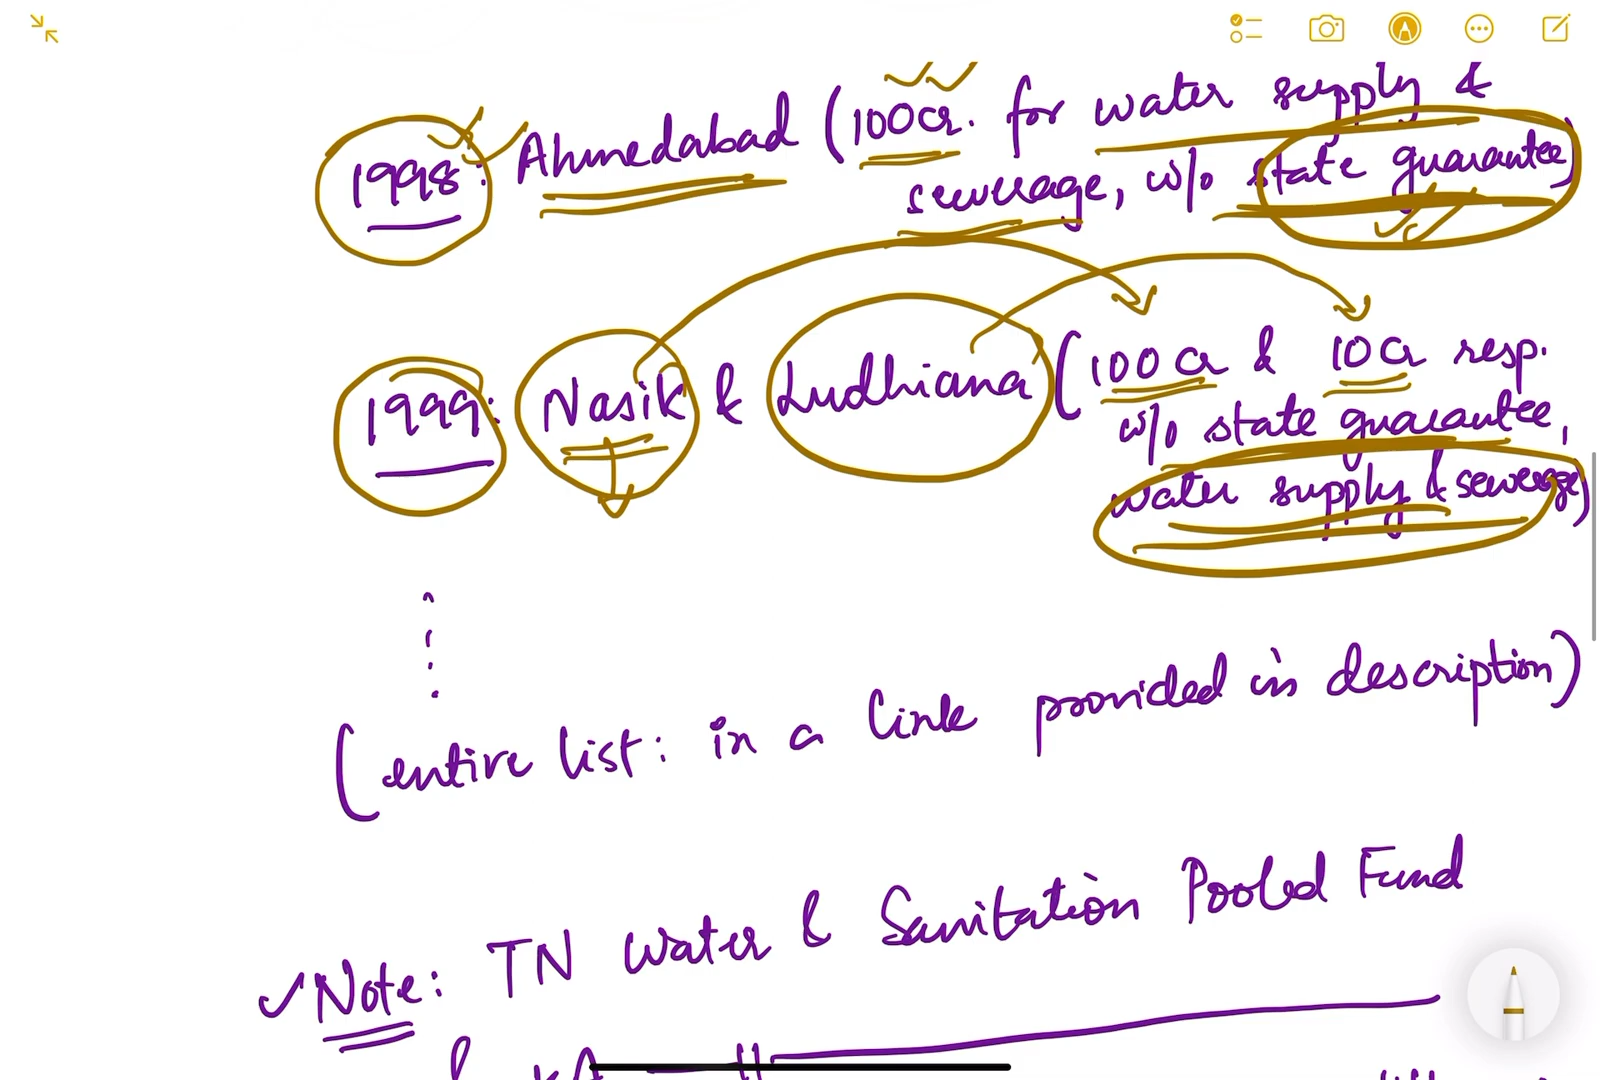 1998: Ahmedabad (100cr. for water supply &
sewerage, w/o state guarantee)
1999: Nasik & Ludhiana (100 Cr & 10 Cr resp.
w/o state guarantee,
water supply & sewerage)
(entire list: in a link provided in description)
✓Note: TN Water & Sanitation Pooled Fund
& KA — "